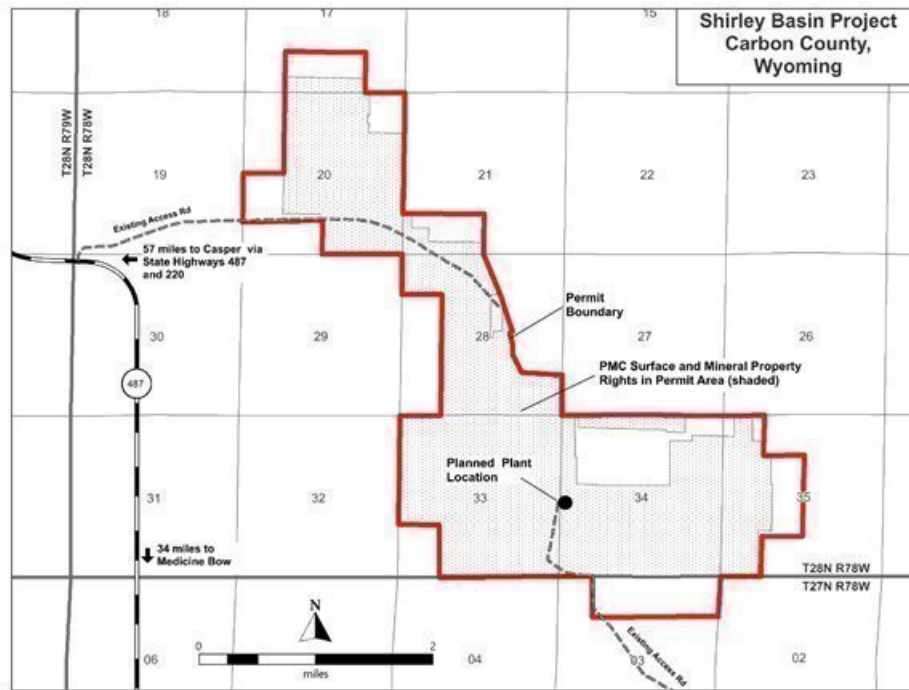 Shirley Basin Project
Carbon County,
Wyoming
18
17
15
T28N R79W
T28N R78W
19
20
21
22
23
Existing Access Rd
57 miles to Casper via
State Highways 487
and 220
Permit
Boundary
30
29
28
27
26
487
PMC Surface and Mineral Property
Rights in Permit Area (shaded)
Planned Plant
Location
31
32
33
34
35
34 miles to
Medicine Bow
T28N R78W
T27N R78W
N
0
2
miles
06
04
03
02
Existing Access Rd